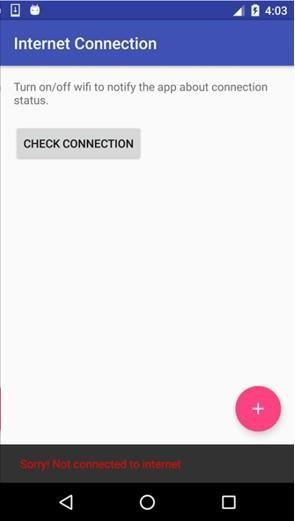 4:03
Internet Connection
Turn on/off wifi to notify the app about connection
status.
CHECK CONNECTION
Sorry! Not connected to internet